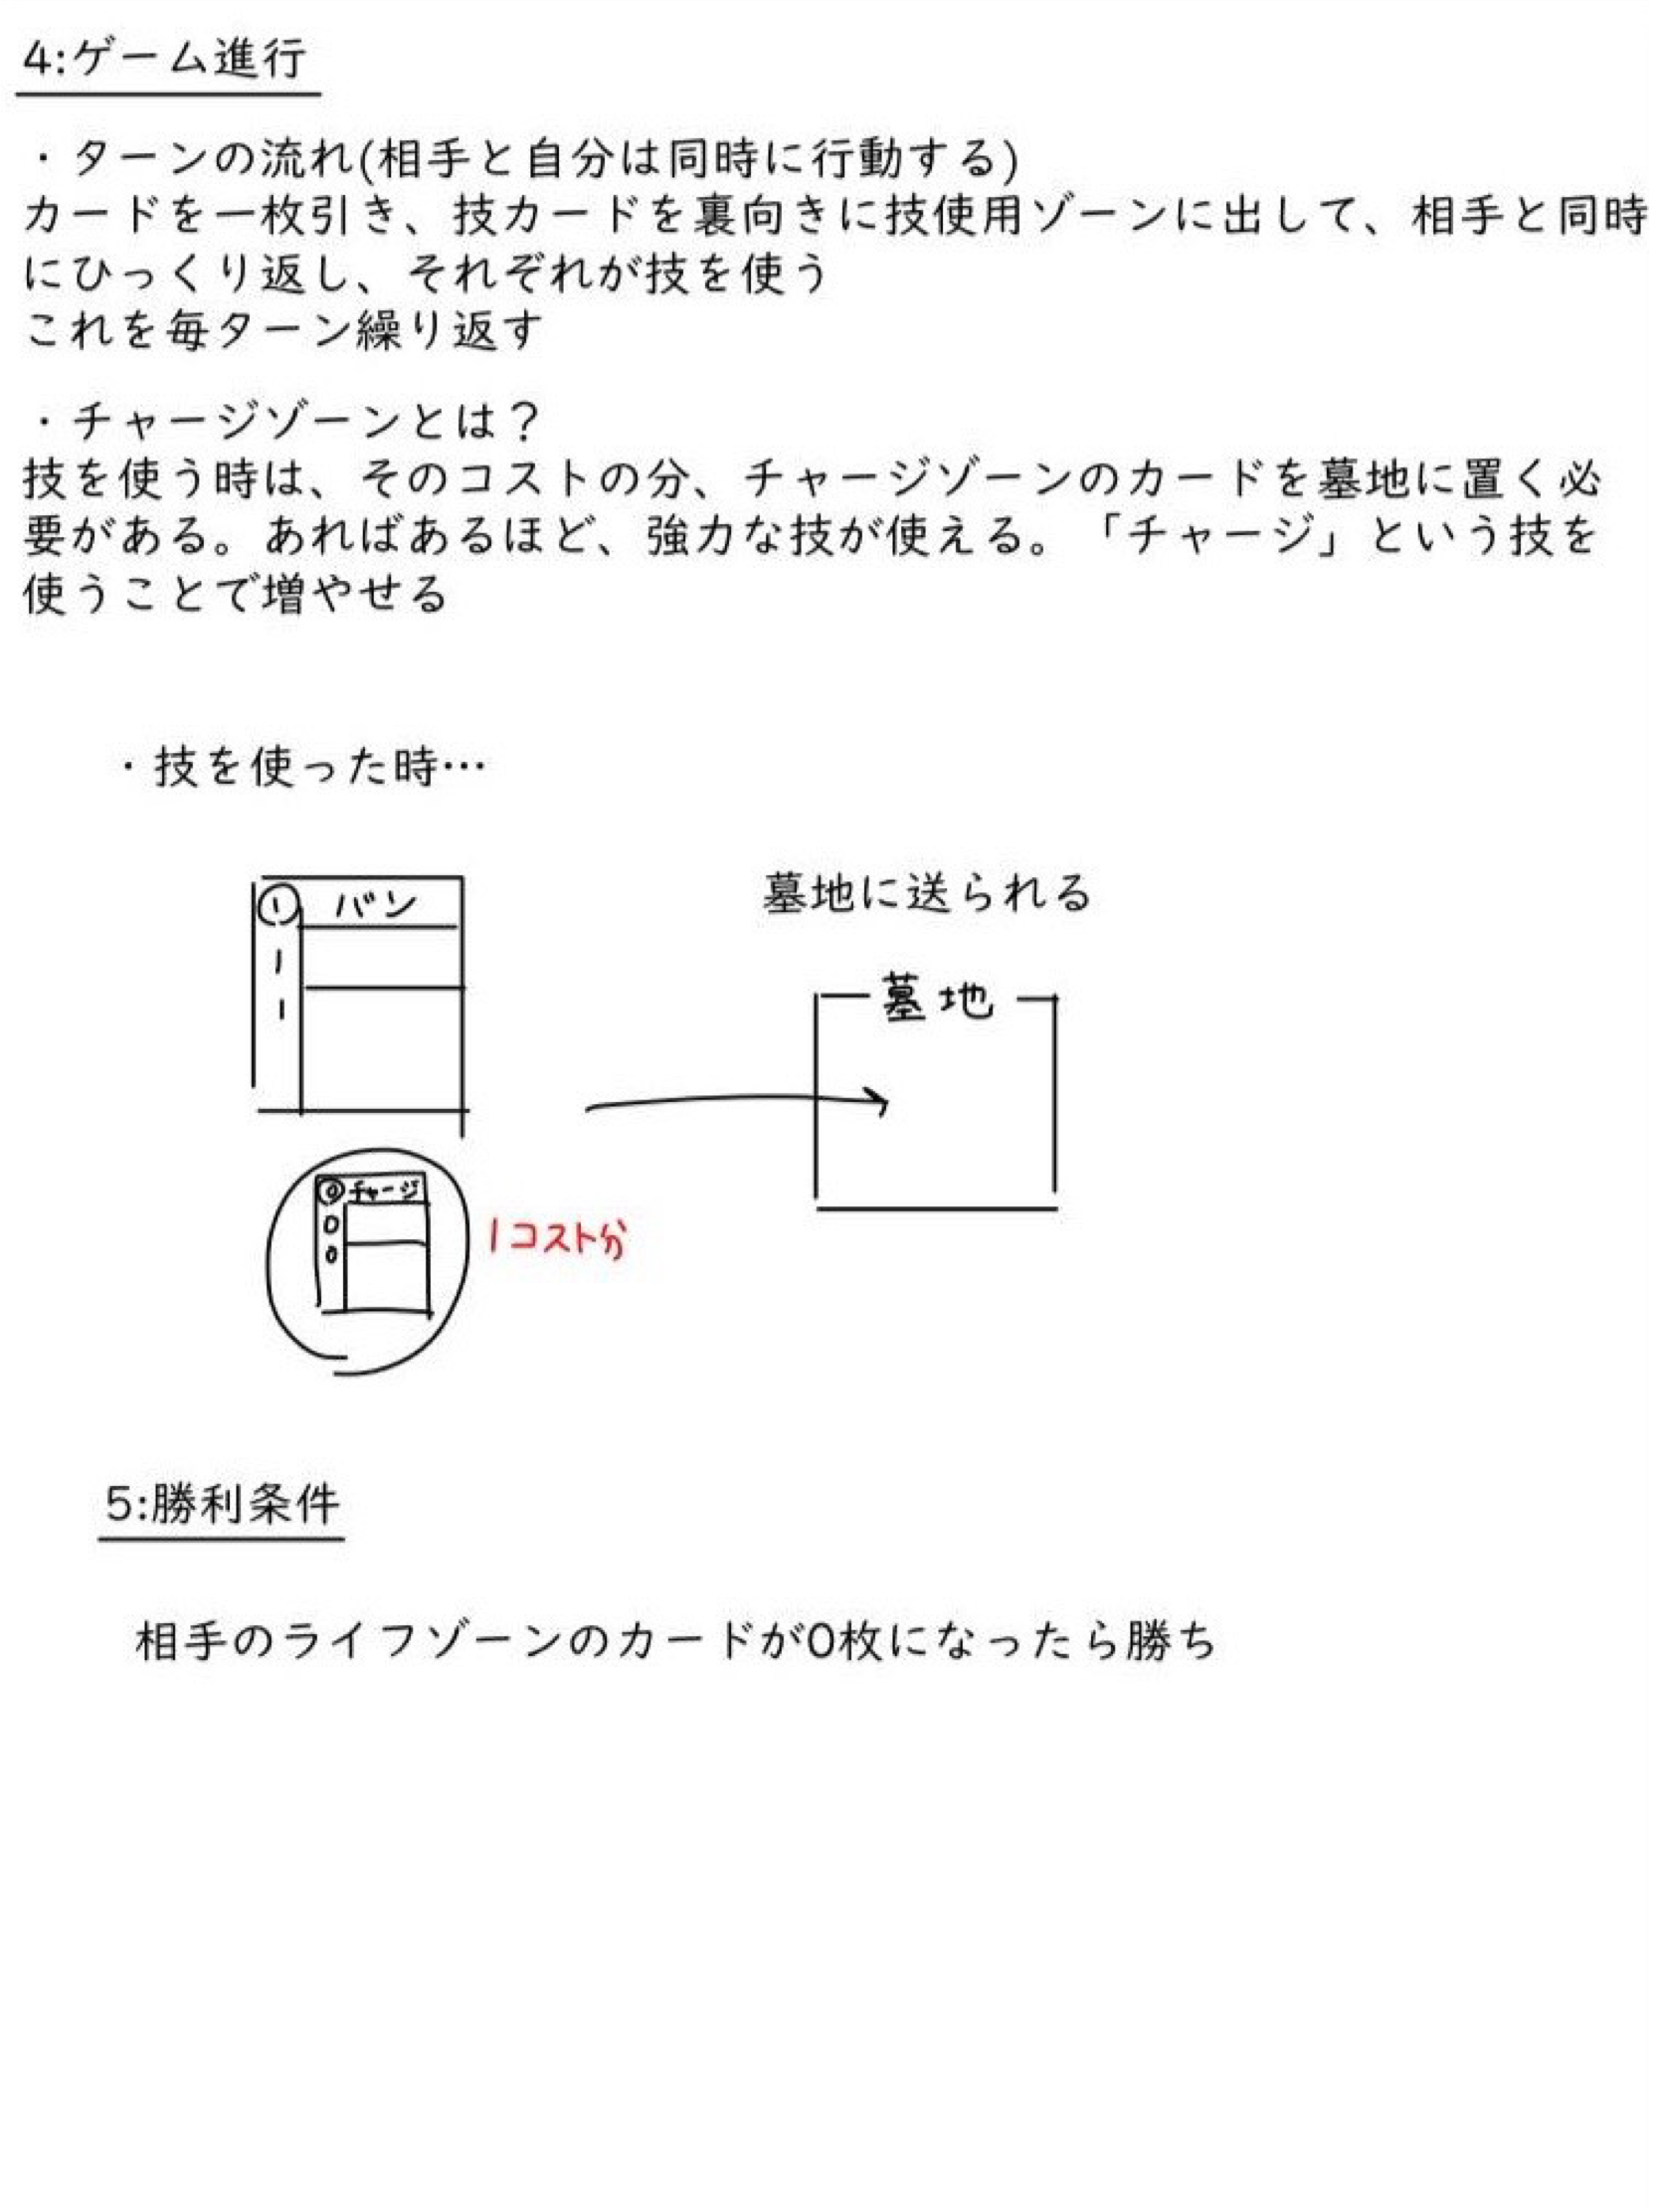 4:ゲーム進行
・ターンの流れ(相手と自分は同時に行動する)
カードを一枚引き、技カードを裏向きに技使用ゾーンに出して、相手と同時
にひっくり返し、それぞれが技を使う
これを毎ターン繰り返す
・チャージゾーンとは？
技を使う時は、そのコストの分、チャージゾーンのカードを墓地に置く必
要がある。あればあるほど、強力な技が使える。「チャージ」という技を
使うことで増やせる
・技を使った時…
1 バン
1
1
墓地に送られる
墓地
0 チャージ
0
0
1コスト分
5:勝利条件
相手のライフゾーンのカードが0枚になったら勝ち